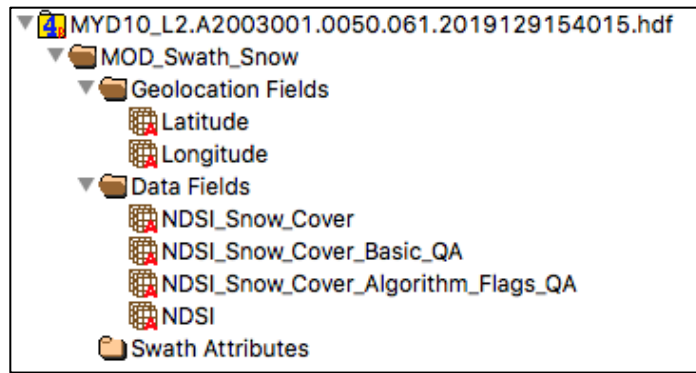 MYD10_L2.A2003001.0050.061.2019129154015.hdf
MOD_Swath_Snow
Geolocation Fields
Latitude
Longitude
Data Fields
NDSI_Snow_Cover
NDSI_Snow_Cover_Basic_QA
NDSI_Snow_Cover_Algorithm_Flags_QA
NDSI
Swath Attributes